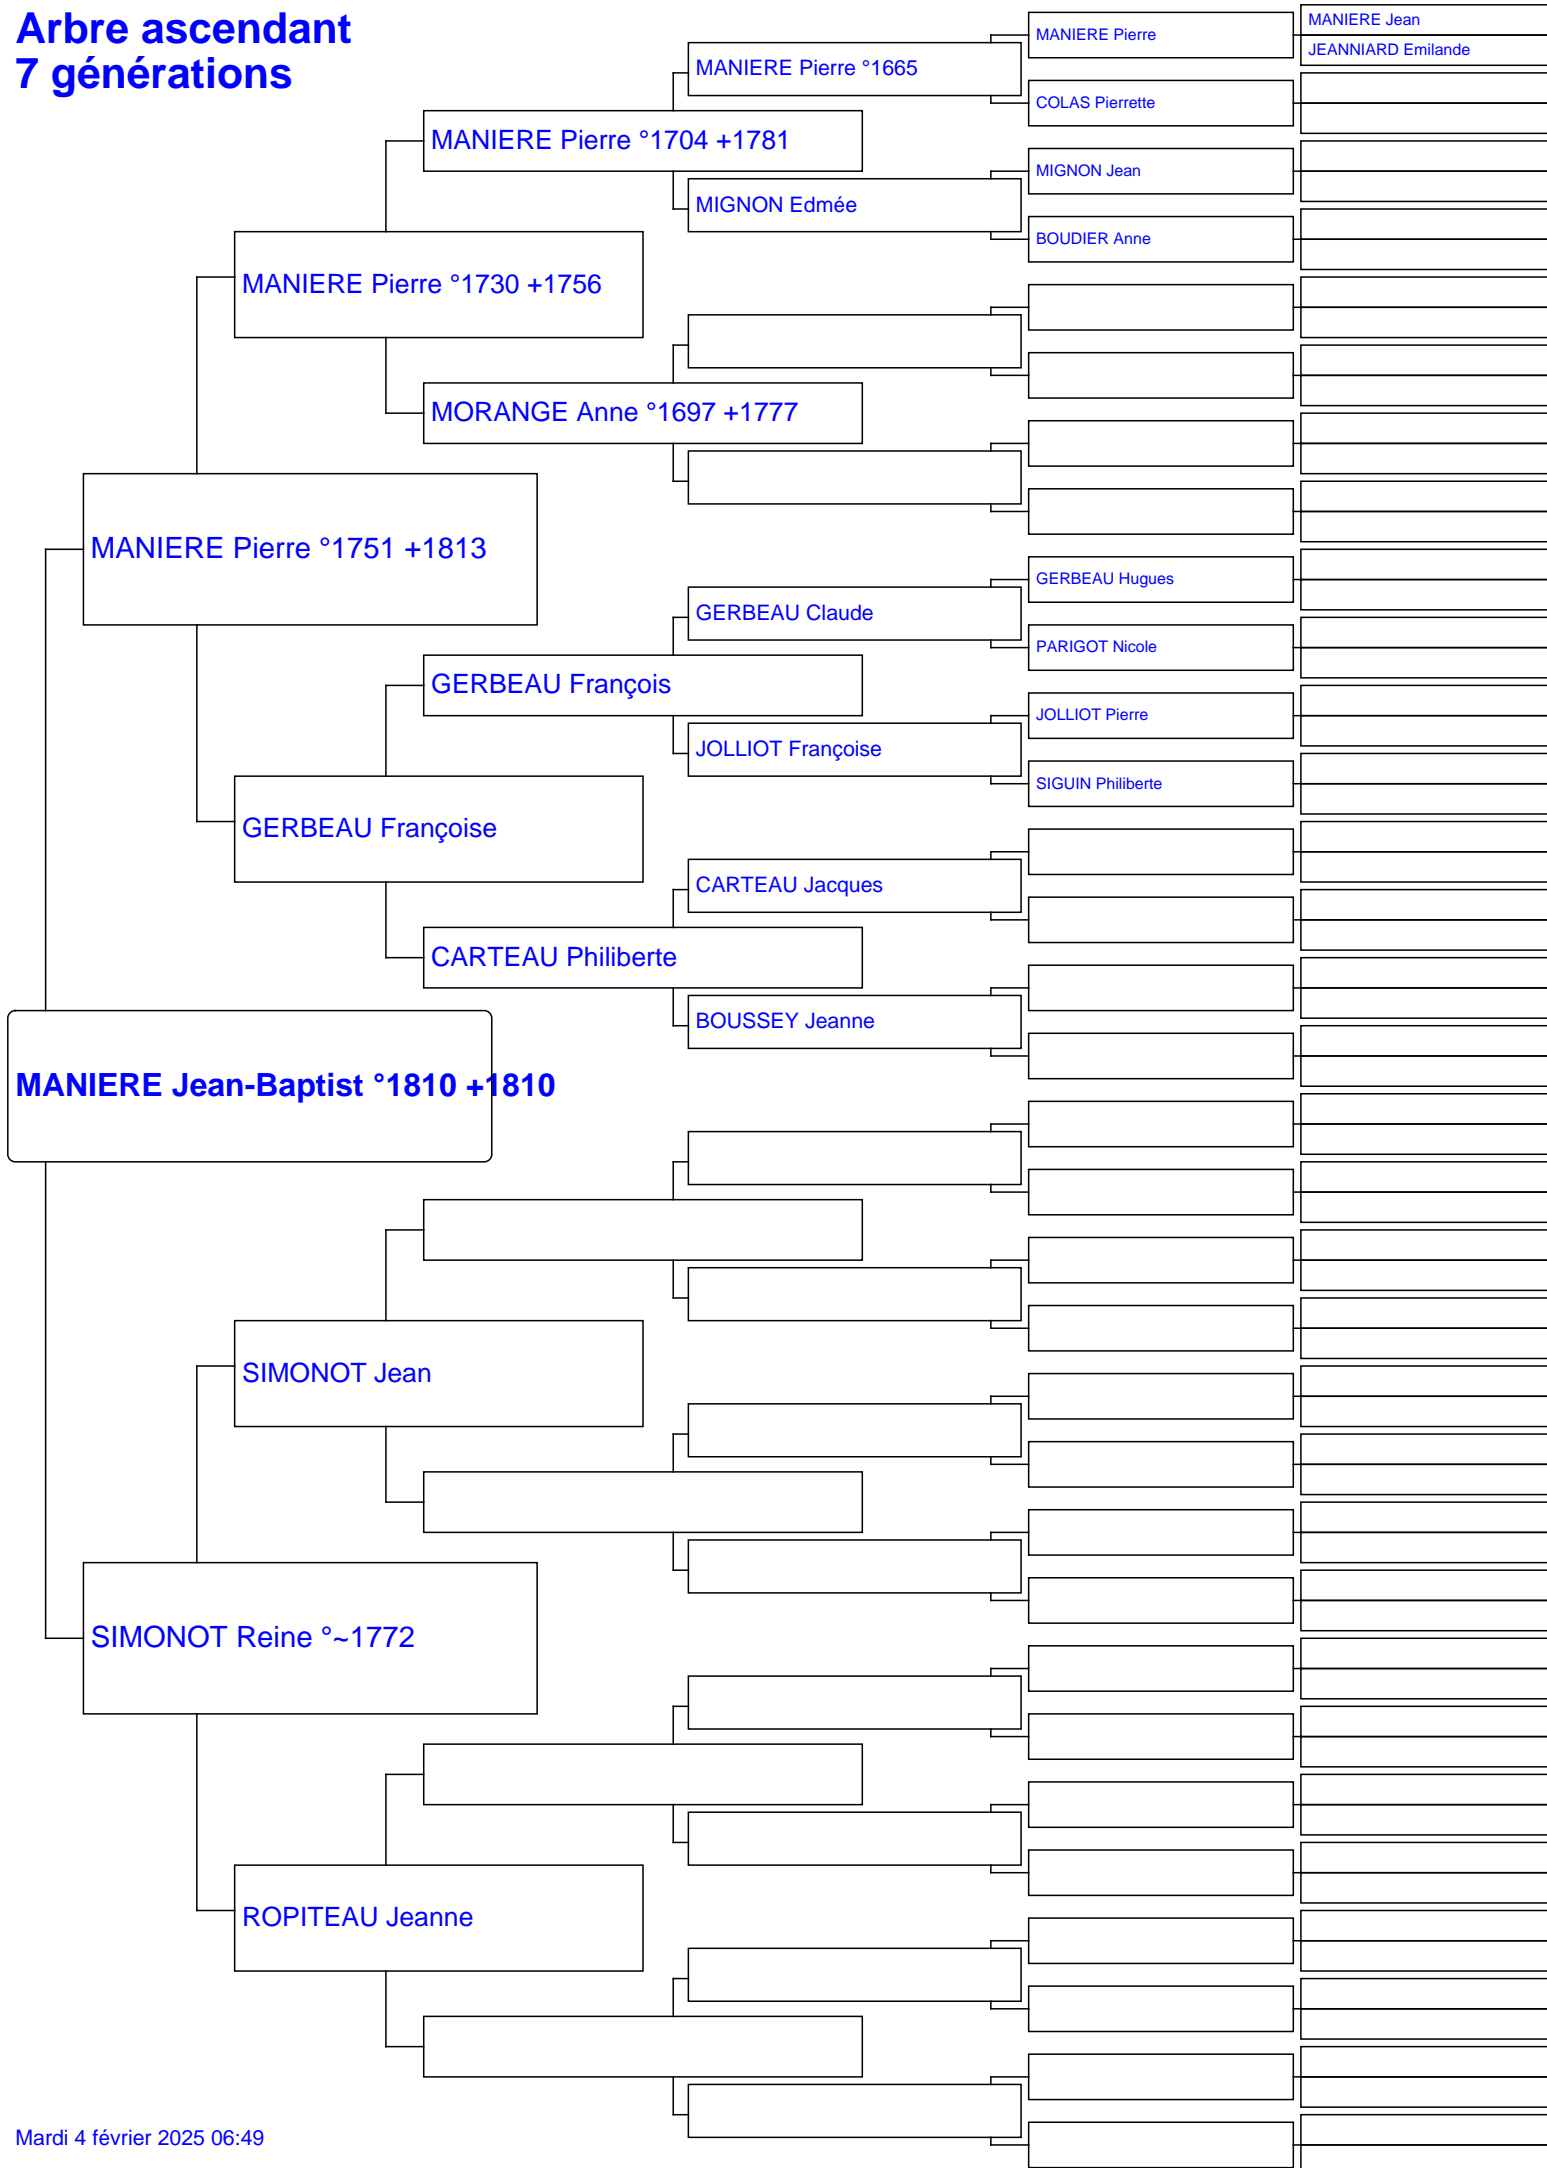 Arbre ascendant
7 générations
MANIERE Jean
JEANNIARD Emilande
MANIERE Pierre
MANIERE Pierre °1665
COLAS Pierrette
MANIERE Pierre °1704 +1781
MIGNON Jean
MIGNON Edmée
BOUDIER Anne
MANIERE Pierre °1730 +1756
MORANGE Anne °1697 +1777
MANIERE Pierre °1751 +1813
GERBEAU Hugues
GERBEAU Claude
PARIGOT Nicole
GERBEAU François
JOLLIOT Pierre
JOLLIOT Françoise
SIGUIN Philiberte
GERBEAU Françoise
CARTEAU Jacques
CARTEAU Philiberte
BOUSSEY Jeanne
MANIERE Jean-Baptist °1810 +1810
SIMONOT Jean
SIMONOT Reine °~1772
ROPITEAU Jeanne
Mardi 4 février 2025 06:49